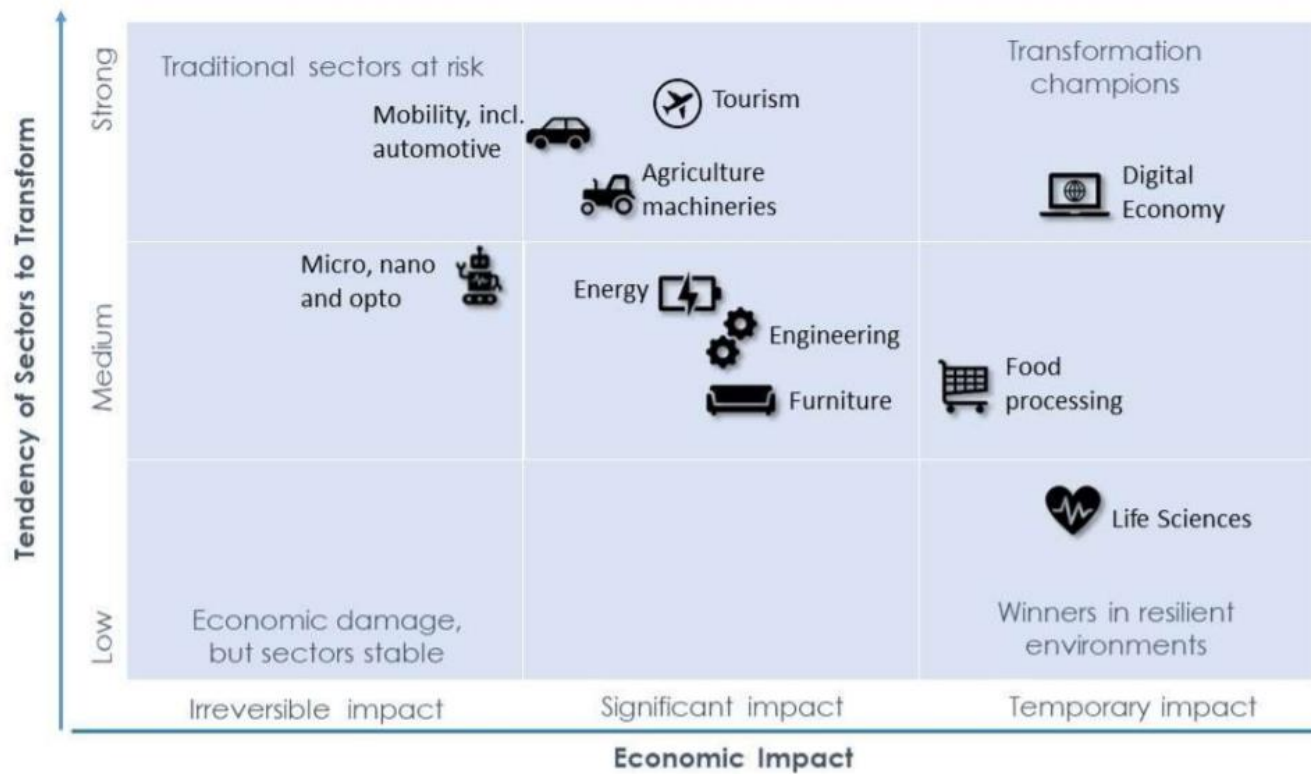 Tendency of Sectors to Transform
Strong
Medium
Low
Traditional sectors at risk
Mobility, incl.
automotive
Tourism
Agriculture
machineries
Transformation
champions
Digital
Economy
Micro, nano
and opto
Energy
Engineering
Furniture
Food
processing
Life Sciences
Economic damage,
but sectors stable
Winners in resilient
environments
Irreversible impact
Significant impact
Temporary impact
Economic Impact